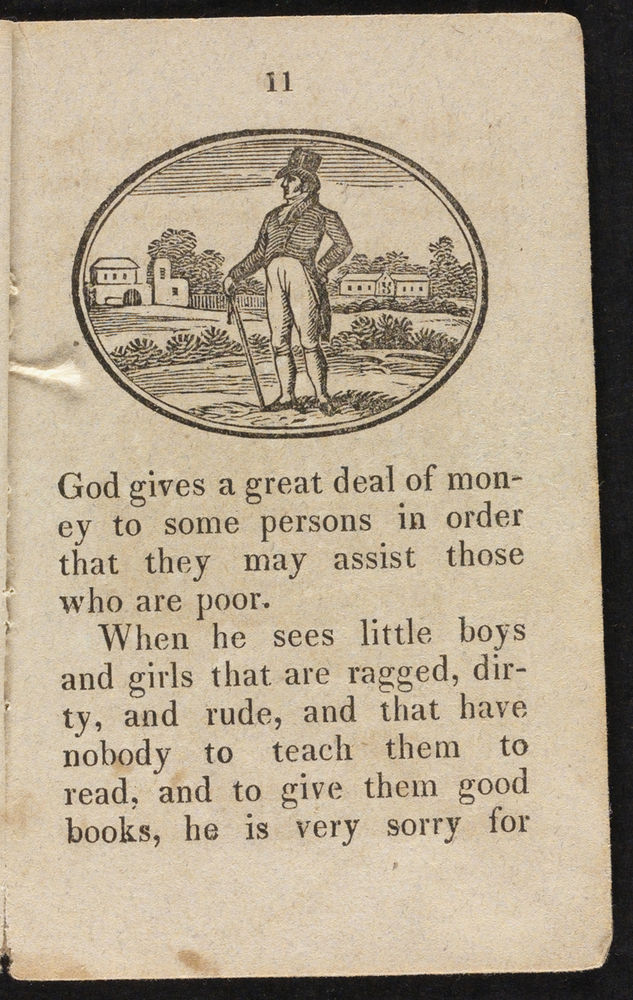 11
God gives a great deal of mon-
ey to some persons in order
that they may assist those
who are poor.
When he sees little boys
and girls that are ragged, dir-
ty, and rude, and that have
nobody to teach them to
read, and to give them good
books, he is very sorry for